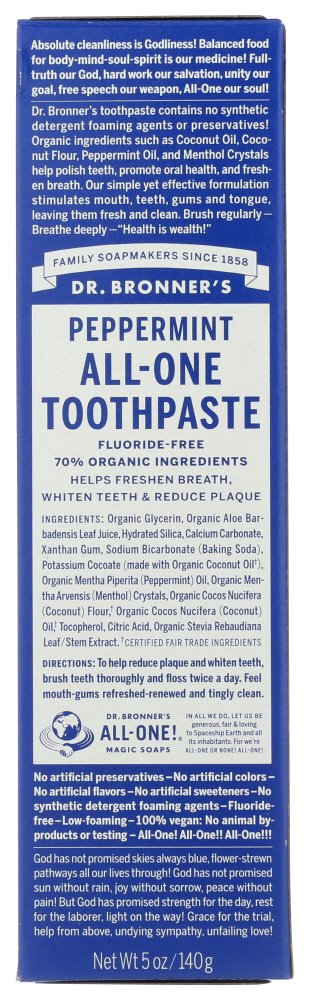 Absolute cleanliness is Godliness! Balanced food
for body-mind-soul-spirit is our medicine! Full-
truth our God, hard work our salvation, unity our
goal, free speech our weapon, All-One our soul!
Dr. Bronner's toothpaste contains no synthetic
detergent foaming agents or preservatives!
Organic ingredients such as Coconut Oil, Coco-
nut Flour, Peppermint Oil, and Menthol Crystals
help polish teeth, promote oral health, and fresh-
en breath. Our simple yet effective formulation
stimulates mouth, teeth, gums and tongue,
leaving them fresh and clean. Brush regularly—
Breathe deeply—"Health is wealth!"
FAMILY SOAPMAKERS SINCE 1858
DR. BRONNER'S
PEPPERMINT
ALL-ONE
TOOTHPASTE
FLUORIDE-FREE
70% ORGANIC INGREDIENTS
HELPS FRESHEN BREATH,
WHITEN TEETH & REDUCE PLAQUE
INGREDIENTS: Organic Glycerin, Organic Aloe Bar-
badensis Leaf Juice, Hydrated Silica, Calcium Carbonate,
Xanthan Gum, Sodium Bicarbonate (Baking Soda),
Potassium Cocoate (made with Organic Coconut Oil†),
Organic Mentha Piperita (Peppermint) Oil, Organic Men-
tha Arvensis (Menthol) Crystals, Organic Cocos Nucifera
(Coconut) Flour,† Organic Cocos Nucifera (Coconut)
Oil,† Tocopherol, Citric Acid, Organic Stevia Rebaudiana
Leaf/Stem Extract. †CERTIFIED FAIR TRADE INGREDIENTS
DIRECTIONS: To help reduce plaque and whiten teeth,
brush teeth thoroughly and floss twice a day. Feel
mouth-gums refreshed-renewed and tingly clean.
DR. BRONNER'S
ALL-ONE!®
MAGIC SOAPS
IN ALL WE DO, LET US BE
generous, fair & loving
to Spaceship Earth and all
its inhabitants. For we're
ALL-ONE OR NONE! ALL-ONE!
No artificial preservatives–No artificial colors–
No artificial flavors–No artificial sweeteners–No
synthetic detergent foaming agents–Fluoride-
free–Low-foaming–100% vegan: No animal by-
products or testing – All-One! All-One!! All-One!!!
God has not promised skies always blue, flower-strewn
pathways all our lives through! God has not promised
sun without rain, joy without sorrow, peace without
pain! But God has promised strength for the day, rest
for the laborer, light on the way! Grace for the trial,
help from above, undying sympathy, unfailing love!
Net Wt 5 oz/140g